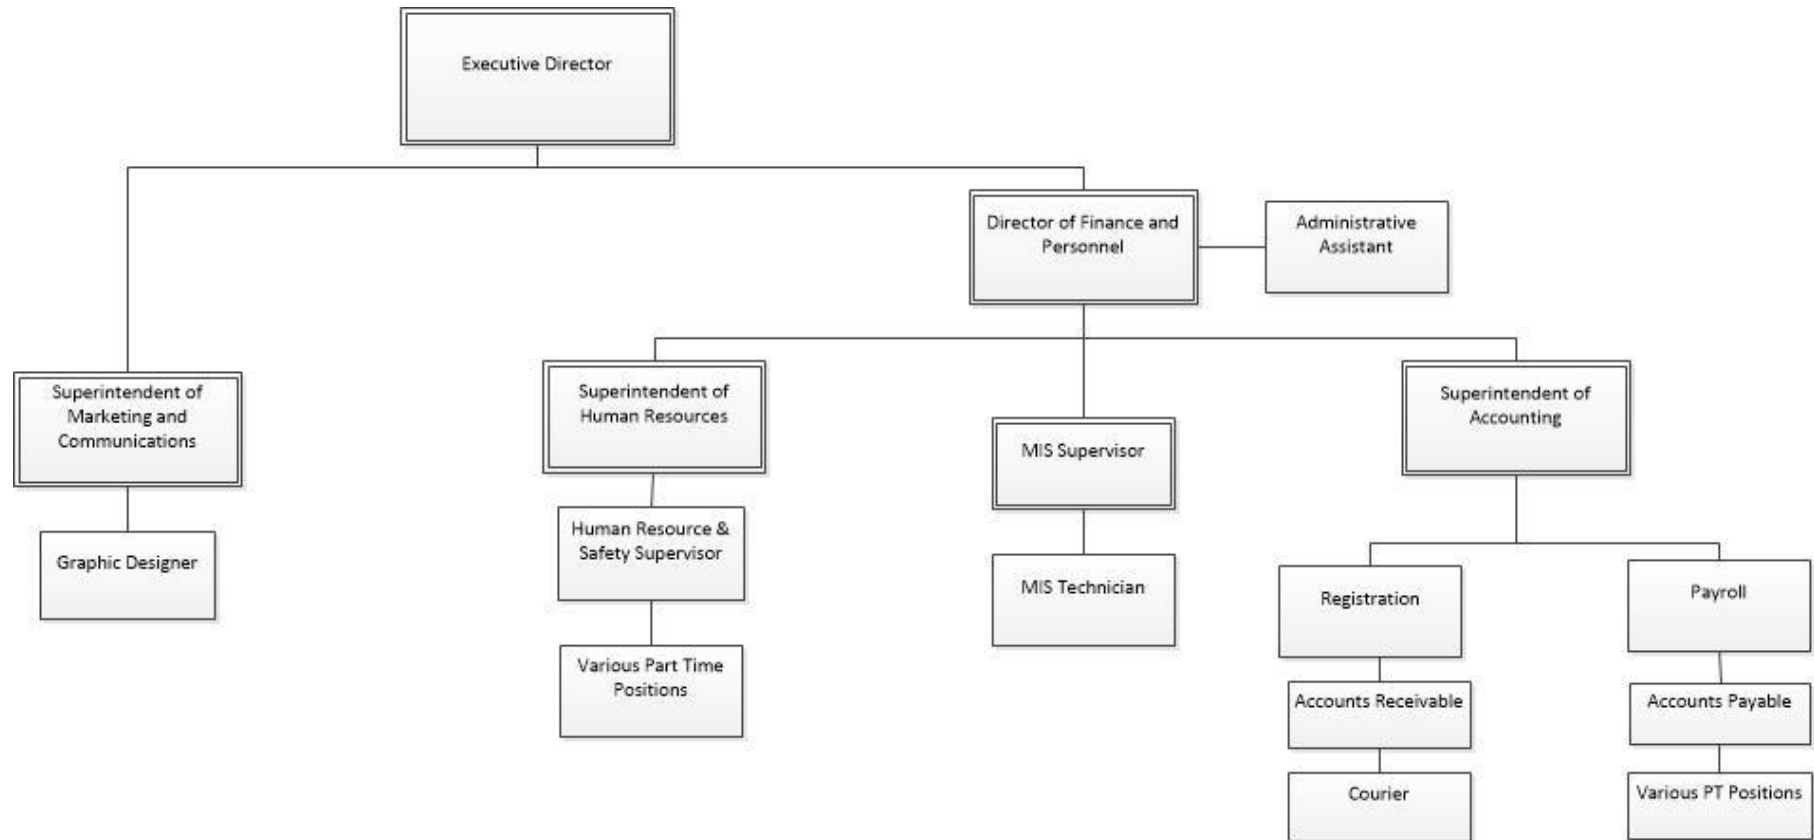 Executive Director
Director of Finance and
Personnel
Administrative
Assistant
Superintendent of
Marketing and
Communications
Superintendent of
Human Resources
MIS Supervisor
Superintendent of
Accounting
Graphic Designer
Human Resource &
Safety Supervisor
MIS Technician
Registration
Payroll
Various Part Time
Positions
Accounts Receivable
Accounts Payable
Courier
Various PT Positions